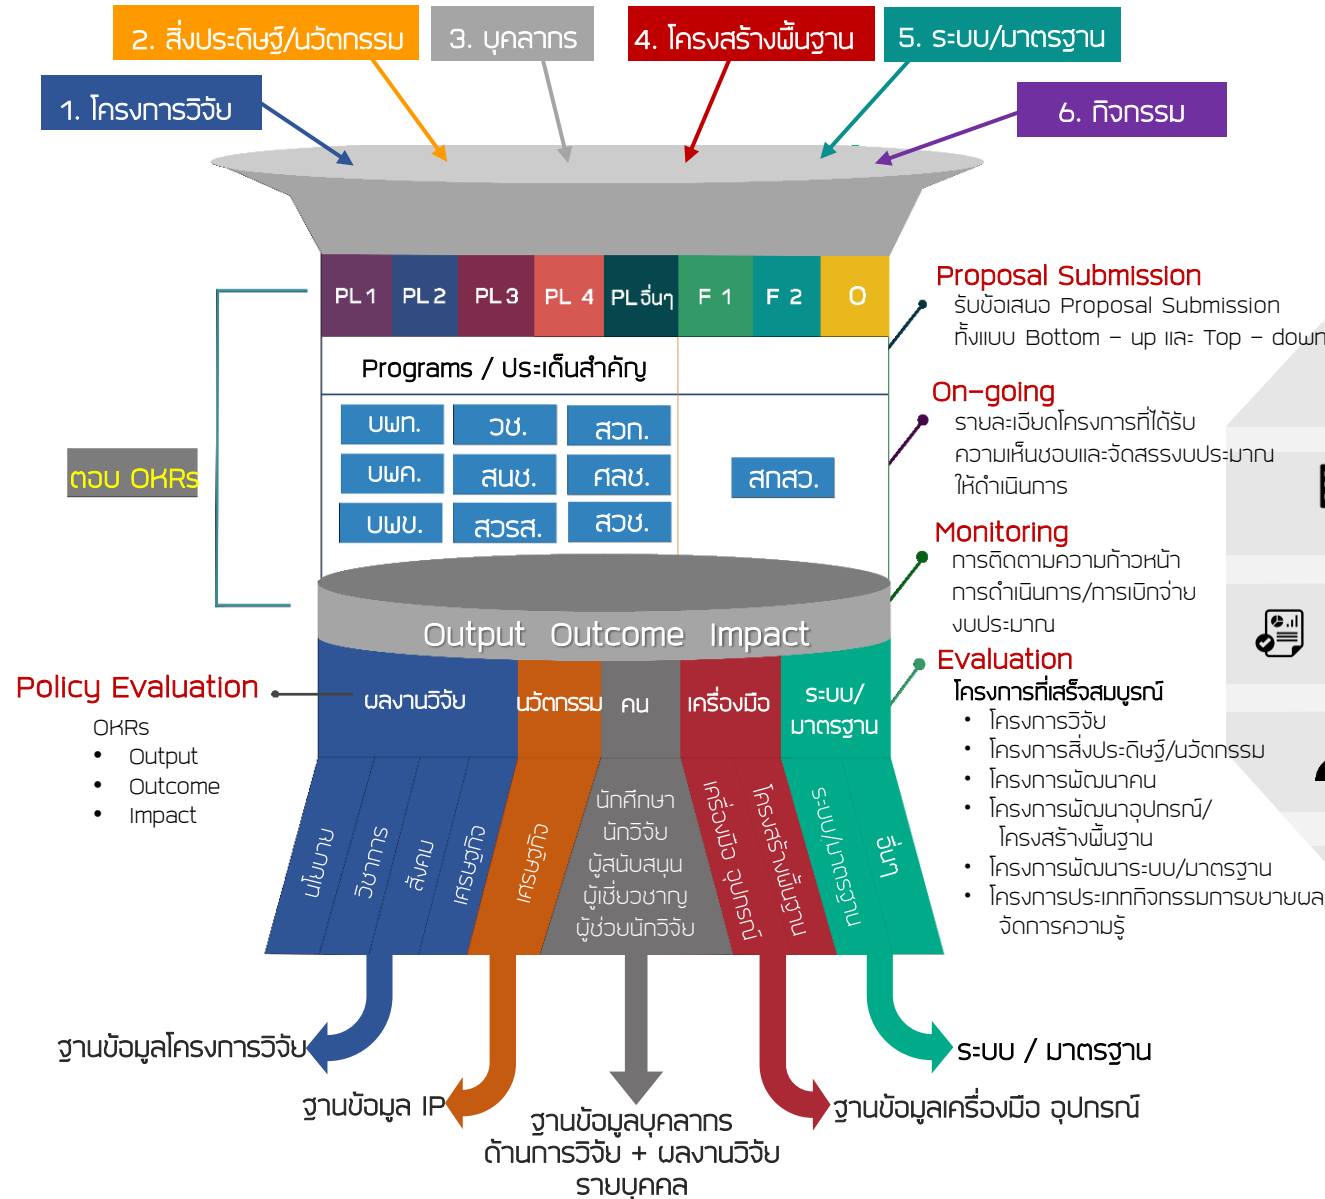 2. สิ่งประดิษฐ์/นวัตกรรม
3. บุคลากร
4. โครงสร้างพื้นฐาน
5. ระบบ/มาตรฐาน
1. โครงการวิจัย
6. กิจกรรม
PL 1
PL 2
PL 3
PL 4
PL อื่นๆ
F 1
F 2
O
Programs / ประเด็นสำคัญ
บพท.
วช.
สวก.
บพค.
สนช.
ศลช.
บพข.
สวรส.
สวช.
สกสว.
ตอบ OKRs
Proposal Submission
รับข้อเสนอ Proposal Submission
ทั้งแบบ Bottom – up และ Top – down
On-going
รายละเอียดโครงการที่ได้รับ
ความเห็นชอบและจัดสรรงบประมาณ
ให้ดำเนินการ
Monitoring
การติดตามความก้าวหน้า
การดำเนินการ/การเบิกจ่าย
งบประมาณ
Evaluation
โครงการที่เสร็จสมบูรณ์
• โครงการวิจัย
• โครงการสิ่งประดิษฐ์/นวัตกรรม
• โครงการพัฒนาคน
• โครงการพัฒนาอุปกรณ์/
โครงสร้างพื้นฐาน
• โครงการพัฒนาระบบ/มาตรฐาน
• โครงการประเภทกิจกรรมการขยายผล
จัดการความรู้
Output Outcome Impact
Policy Evaluation
OKRs
• Output
• Outcome
• Impact
ผลงานวิจัย
นวัตกรรม
คน
เครื่องมือ
ระบบ/
มาตรฐาน
นโยบาย
วิชาการ
สังคม
เศรษฐกิจ
เศรษฐกิจ
นักศึกษา
นักวิจัย
ผู้สนับสนุน
ผู้เชี่ยวชาญ
ผู้ช่วยนักวิจัย
เครื่องมือ อุปกรณ์
โครงสร้างพื้นฐาน
ระบบ/มาตรฐาน
อื่นๆ
ฐานข้อมูลโครงการวิจัย
ฐานข้อมูล IP
ฐานข้อมูลบุคลากร
ด้านการวิจัย + ผลงานวิจัย
รายบุคคล
ฐานข้อมูลเครื่องมือ อุปกรณ์
ระบบ / มาตรฐาน